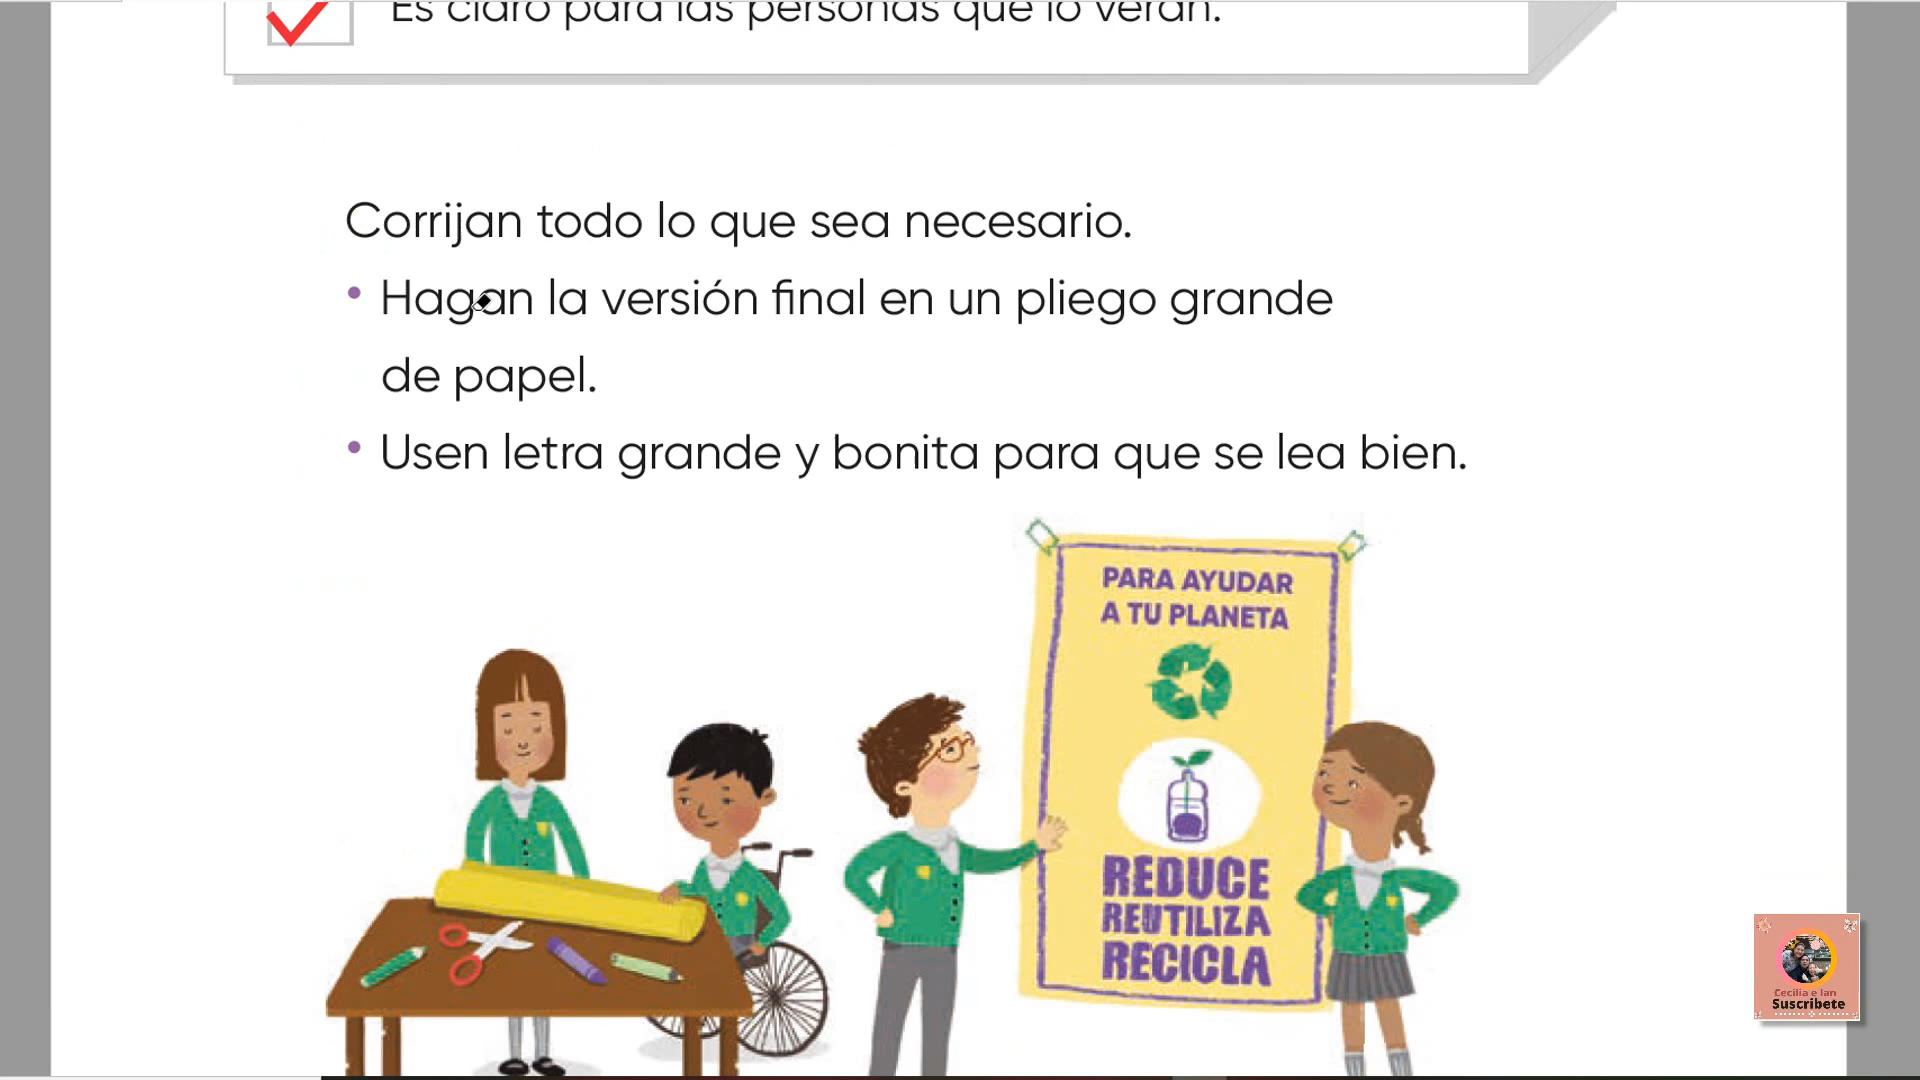 Es claro para las personas que lo verán.
Corrijan todo lo que sea necesario.
• Hagan la versión final en un pliego grande
de papel.
• Usen letra grande y bonita para que se lea bien.
PARA AYUDAR
A TU PLANETA
REDUCE
REUTILIZA
RECICLA
Cecilia e Ian
Suscríbete